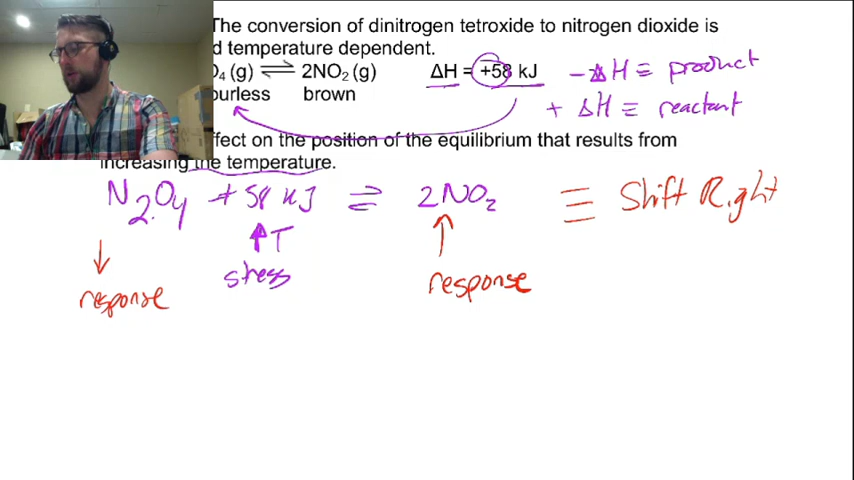 The conversion of dinitrogen tetroxide to nitrogen dioxide is
d temperature dependent.
O₄ (g) ⇌ 2NO₂ (g) ΔH = +58 kJ -ΔH ≡ product
ourless brown + ΔH ≡ reactant
ffect on the position of the equilibrium that results from
increasing the temperature.
N₂O₄ + 58 kJ ⇌ 2NO₂ ≡ Shift Right
↑T
↓ stress ↑
response response